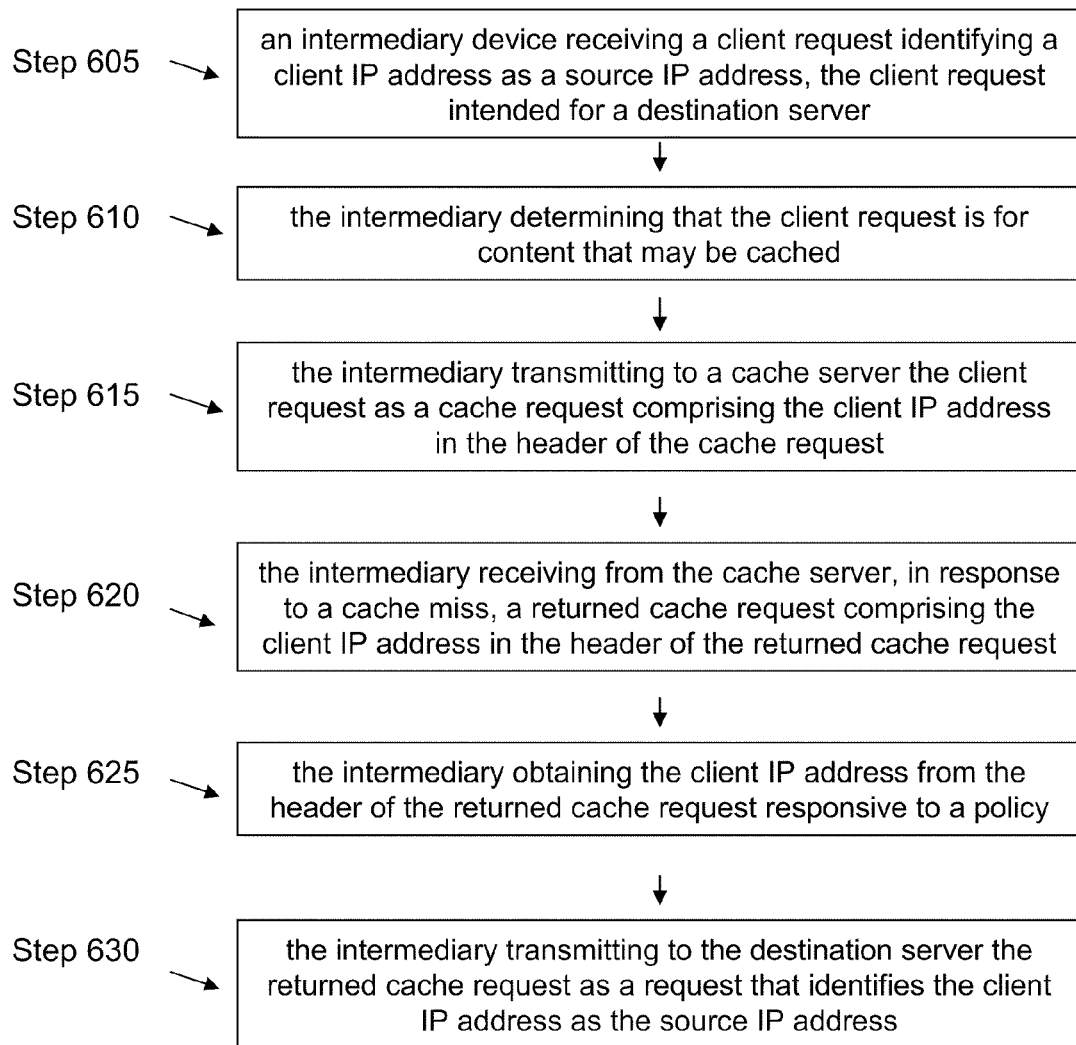 Step 605
an intermediary device receiving a client request identifying a
client IP address as a source IP address, the client request
intended for a destination server
Step 610
the intermediary determining that the client request is for
content that may be cached
Step 615
the intermediary transmitting to a cache server the client
request as a cache request comprising the client IP address
in the header of the cache request
Step 620
the intermediary receiving from the cache server, in response
to a cache miss, a returned cache request comprising the
client IP address in the header of the returned cache request
Step 625
the intermediary obtaining the client IP address from the
header of the returned cache request responsive to a policy
Step 630
the intermediary transmitting to the destination server the
returned cache request as a request that identifies the client
IP address as the source IP address